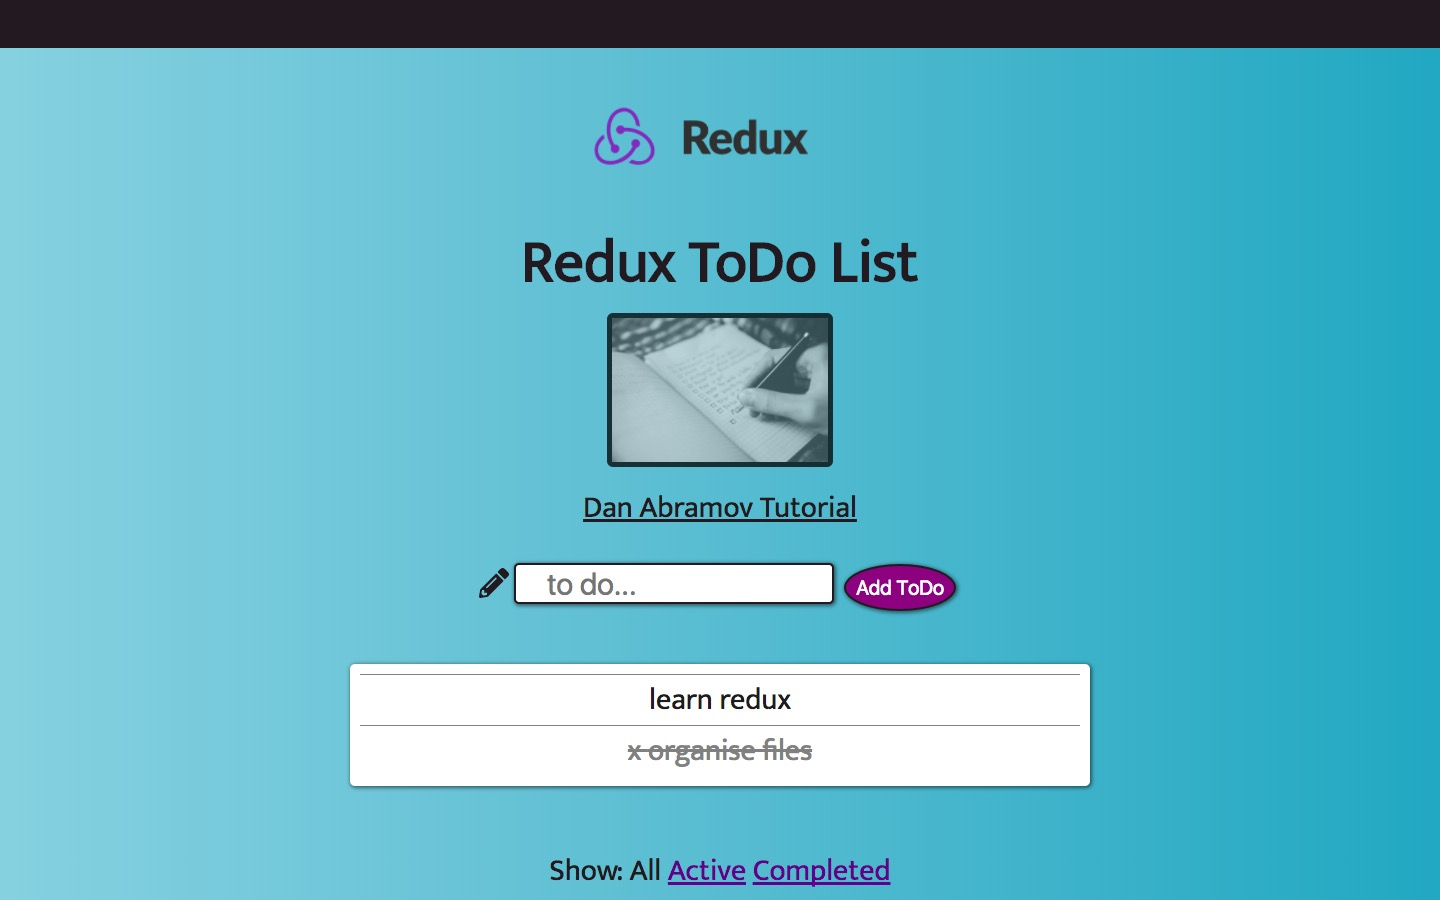 Redux
Redux ToDo List
Dan Abramov Tutorial
to do...
Add ToDo
learn redux
x organise files
Show: All Active Completed